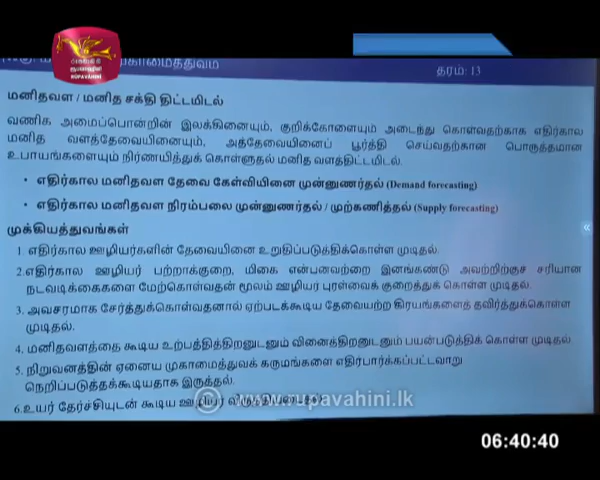 RUPAVAHINI
காமைத்துவம்
தரம்: 13
மனிதவள / மனித சக்தி திட்டமிடல்
வணிக அமைப்பொன்றின் இலக்கினையும், குறிக்கோளையும் அடைந்து கொள்வதற்காக எதிர்கால
மனித வளத்தேவையினையும், அத்தேவையினைப் பூர்த்தி செய்வதற்கான பொருத்தமான
உபாயங்களையும் நிர்ணயித்துக் கொள்ளுதல் மனித வளத்திட்டமிடல்.
• எதிர்கால மனிதவள தேவை கேள்வியினை முன்னுணர்தல் (Demand forecasting)
• எதிர்கால மனிதவள நிரம்பலை முன்னுணர்தல் / முற்கணித்தல் (Supply forecasting)
முக்கியத்துவங்கள்
1. எதிர்கால ஊழியர்களின் தேவையினை உறுதிப்படுத்திக்கொள்ள முடிதல்.
2.எதிர்கால ஊழியர் பற்றாக்குறை, மிகை என்பனவற்றை இனங்கண்டு அவற்றிற்குச் சரியான
நடவடிக்கைகளை மேற்கொள்வதன் மூலம் ஊழியர் புரள்வைக் குறைத்துக் கொள்ள முடிதல்.
3. அவசரமாக சேர்த்துக்கொள்வதனால் ஏற்படக்கூடிய தேவையற்ற கிரயங்களைத் தவிர்த்துக்கொள்ள
முடிதல்.
4. மனிதவளத்தை கூடிய உற்பத்தித்திறனுடனும் வினைத்திறனுடனும் பயன்படுத்திக் கொள்ள முடிதல்
5. நிறுவனத்தின் ஏனைய முகாமைத்துவக் கருமங்களை எதிர்பார்க்கப்பட்டவாறு
நெறிப்படுத்தக்கூடியதாக இருத்தல்.
6.உயர் தேர்ச்சியுடன் கூடிய ஊழியர்
www.rupavahini.lk
06:40:40